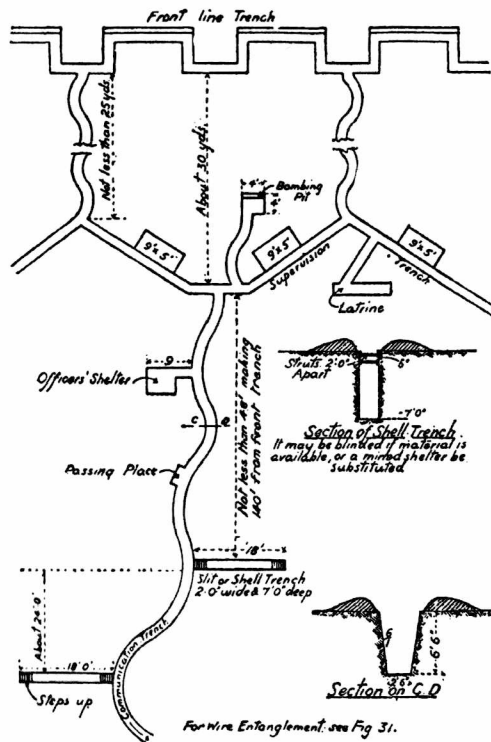 Front line Trench
Not less than 25 yds.
About 30 yds.
4'
Bombing
Pit
4'
9'x 5'
9'x 5'
9'x 5'
Supervision
Trench
Latrine
9
Officers' Shelter
C
Passing Place
Not less than 48' making
140' from front trench
Struts 2'.0"
Apart
6"
7'0"
Section of Shell Trench.
It may be blinded if material is
available, or a mined shelter be
substituted
18'
Slit or Shell Trench
2'.0" wide & 7'.0" deep
About 24'.0"
18'.0"
Steps up
Communication Trench
6'6"
2'6"
Section on C.D
For Wire Entanglement see Fig 31.